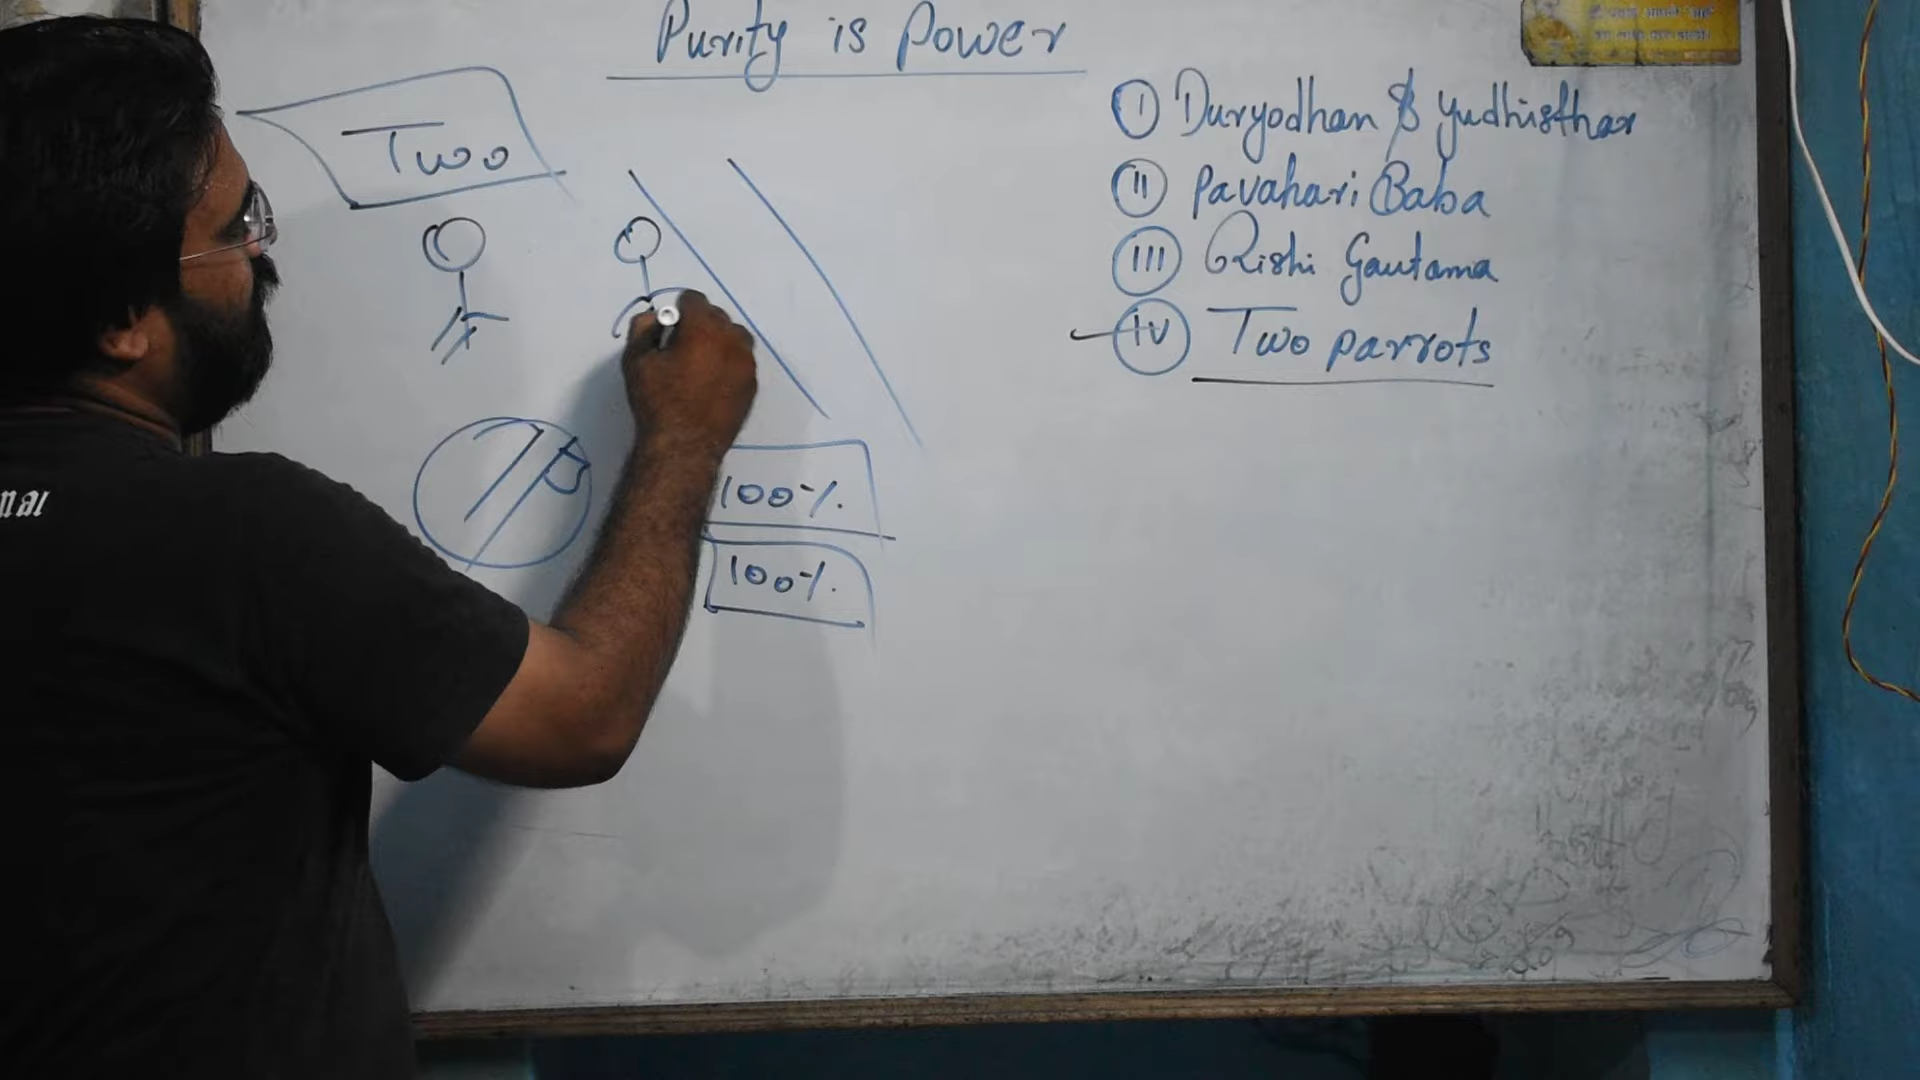 Purity is Power
Two
100%.
100%.
I Duryodhan & Yudhisthar
II Pavahari Baba
III Rishi Gautama
IV Two parrots